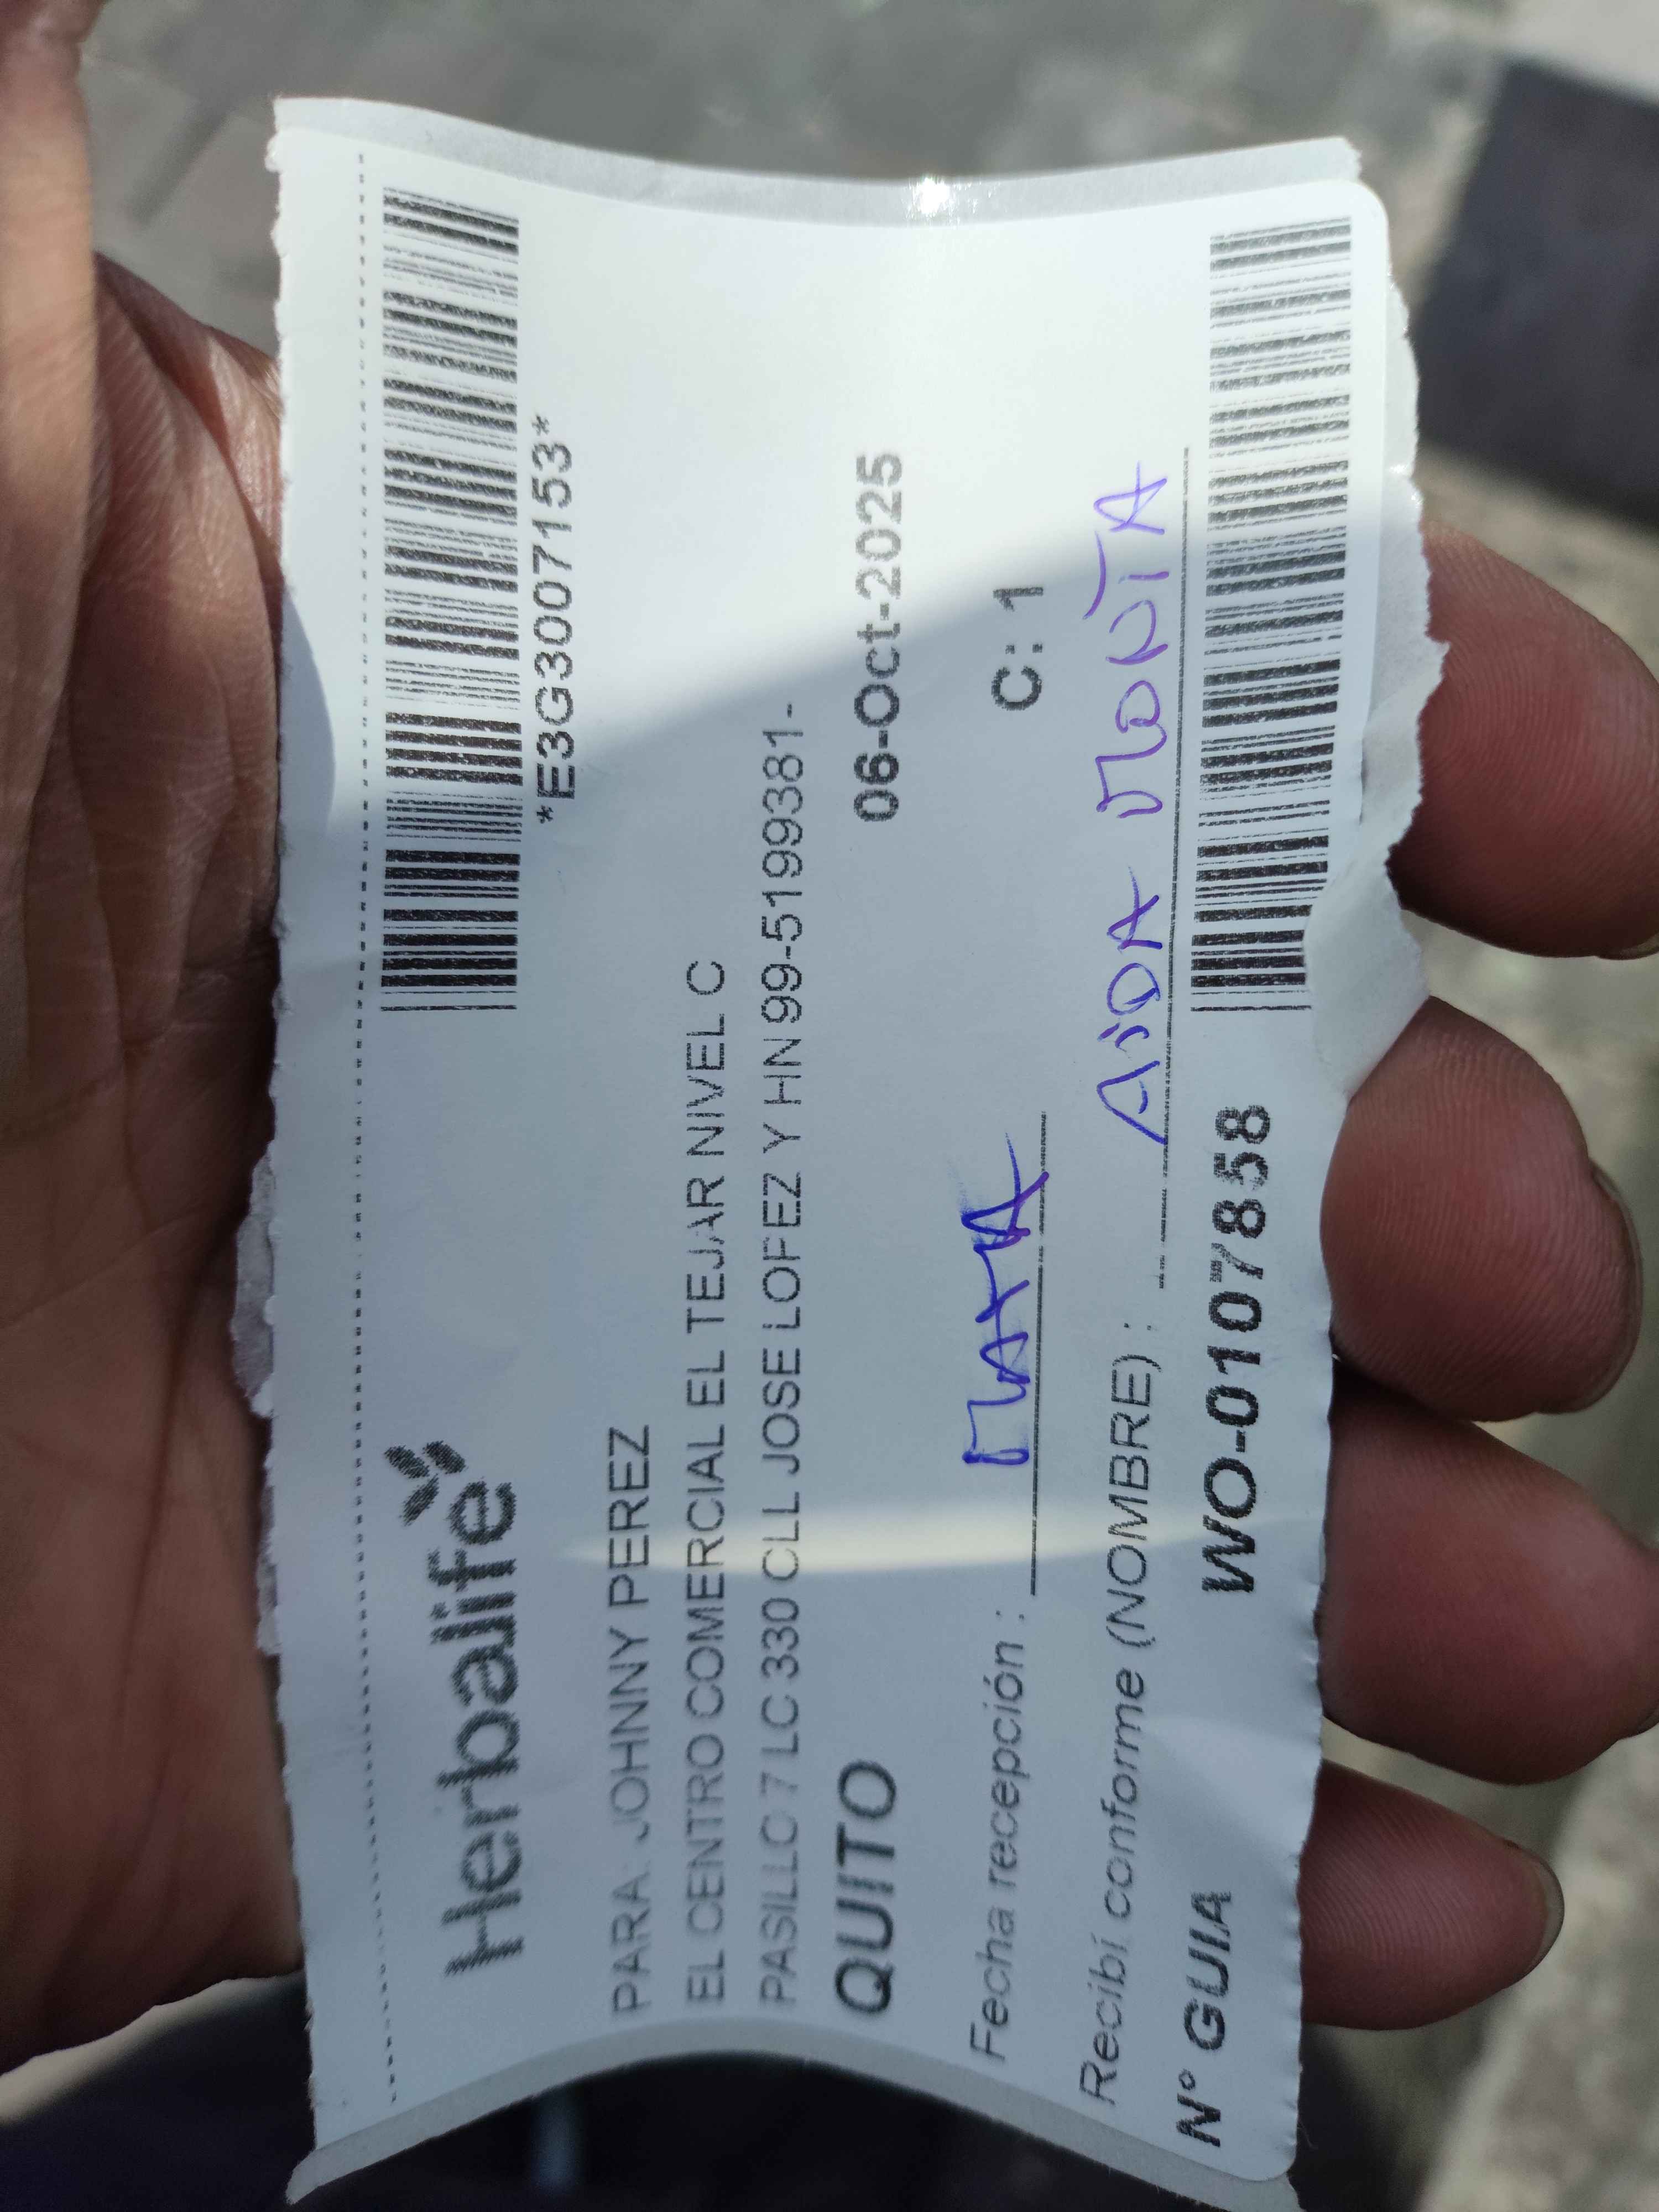 Herbalife
*E3G3007153*
PARA: JOHNNY PEREZ
EL CENTRO COMERCIAL EL TEJAR NIVEL C
PASILLO 7 LC 330 CLL JOSE LOPEZ Y HN 99-5199381 -
QUITO 06-Oct-2025
Fecha recepción : C: 1
Recibí conforme (NOMBRE) : AiDA
N° GUIA WO-0107858